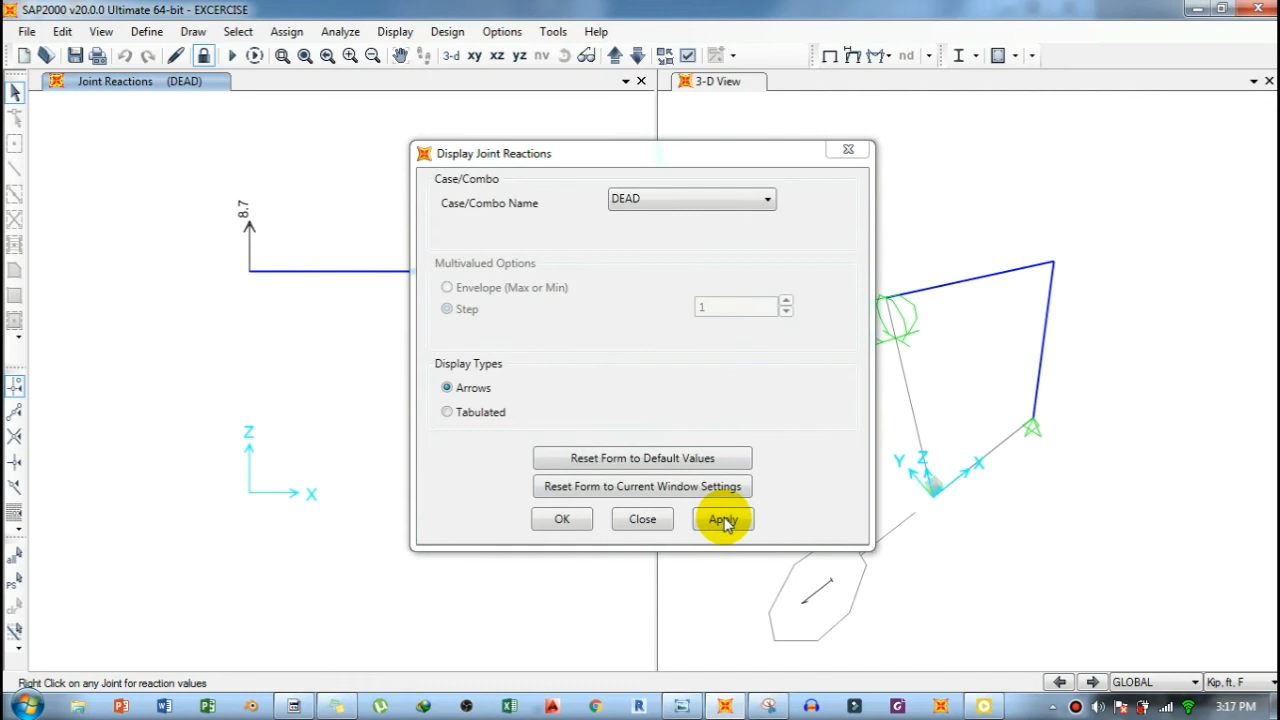 SAP2000 v20.0.0 Ultimate 64-bit - EXCERCISE
File Edit View Define Draw Select Assign Analyze Display Design Options Tools Help
3-d xy xz yz nv nd
Joint Reactions (DEAD)
3-D View
Display Joint Reactions
Case/Combo
Case/Combo Name
DEAD
8.7
Multivalued Options
Envelope (Max or Min)
Step
1
Display Types
Arrows
Tabulated
Z
X
Y Z X
Reset Form to Default Values
Reset Form to Current Window Settings
OK
Close
Apply
all
PS
clr
Right Click on any Joint for reaction values
GLOBAL
Kip, ft, F
3:17 PM